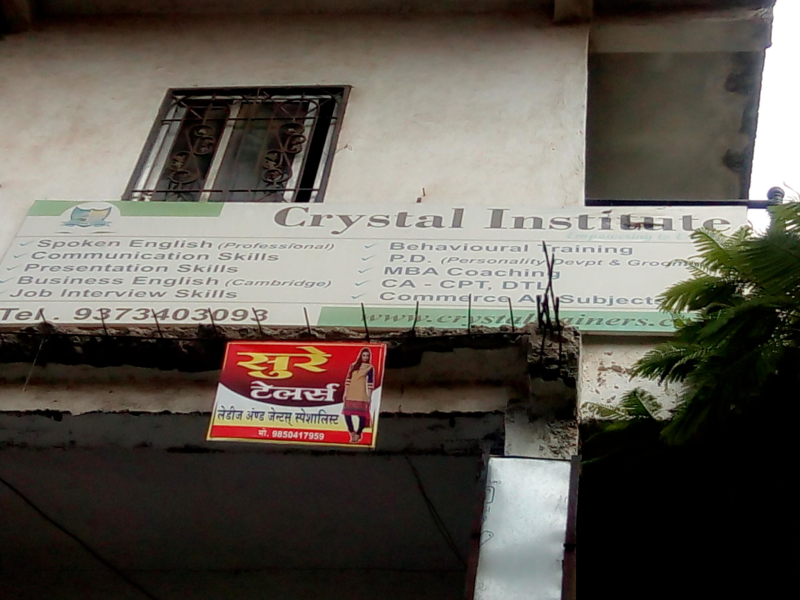 Crystal Institute
Spoken English (Professional)
Communication Skills
Presentation Skills
Business English (Cambridge)
Job Interview Skills
Behavioural Training
P.D. (Personality Devpt & Groom
MBA Coaching
CA - CPT, DTL
Commerce All Subjects
Tel. 9373403093
सुरे
टेलर्स
लेडीज अॅण्ड जेन्टस् स्पेशालिस्ट
मो. 9850417959